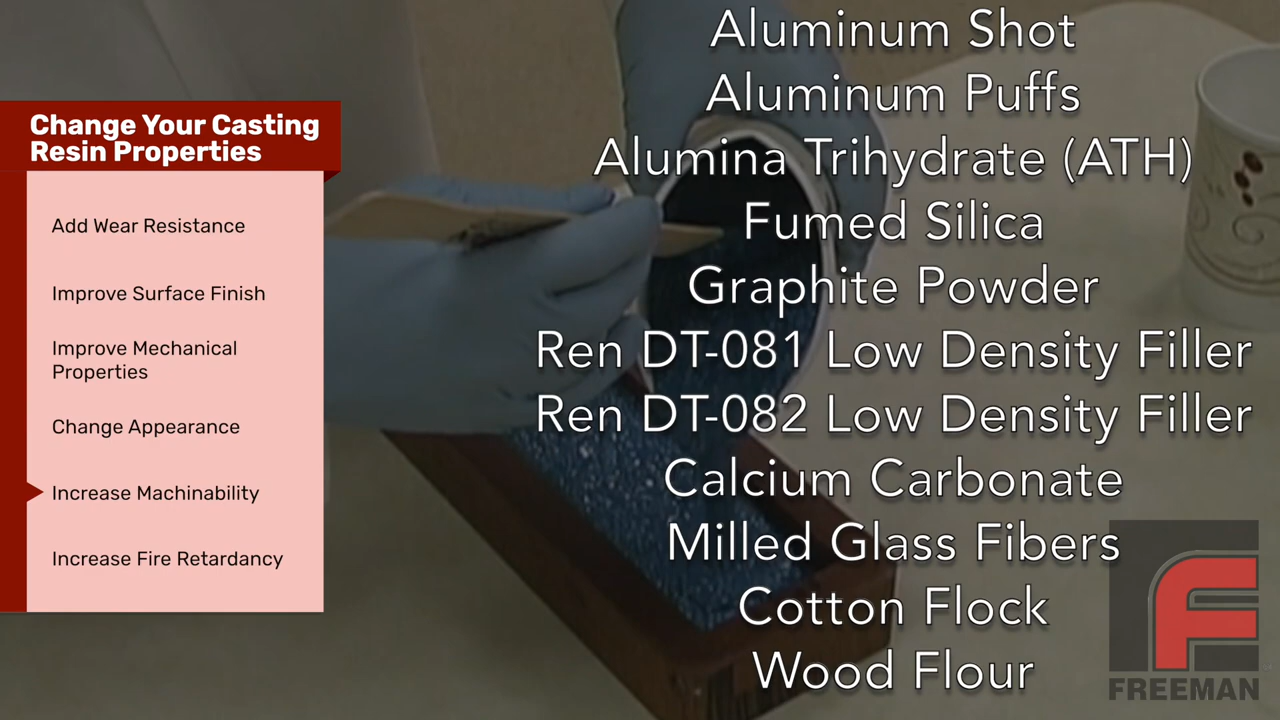 Change Your Casting
Resin Properties
Add Wear Resistance
Improve Surface Finish
Improve Mechanical
Properties
Change Appearance
Increase Machinability
Increase Fire Retardancy
Aluminum Shot
Aluminum Puffs
Alumina Trihydrate (ATH)
Fumed Silica
Graphite Powder
Ren DT-081 Low Density Filler
Ren DT-082 Low Density Filler
Calcium Carbonate
Milled Glass Fibers
Cotton Flock
Wood Flour
F
FREEMAN